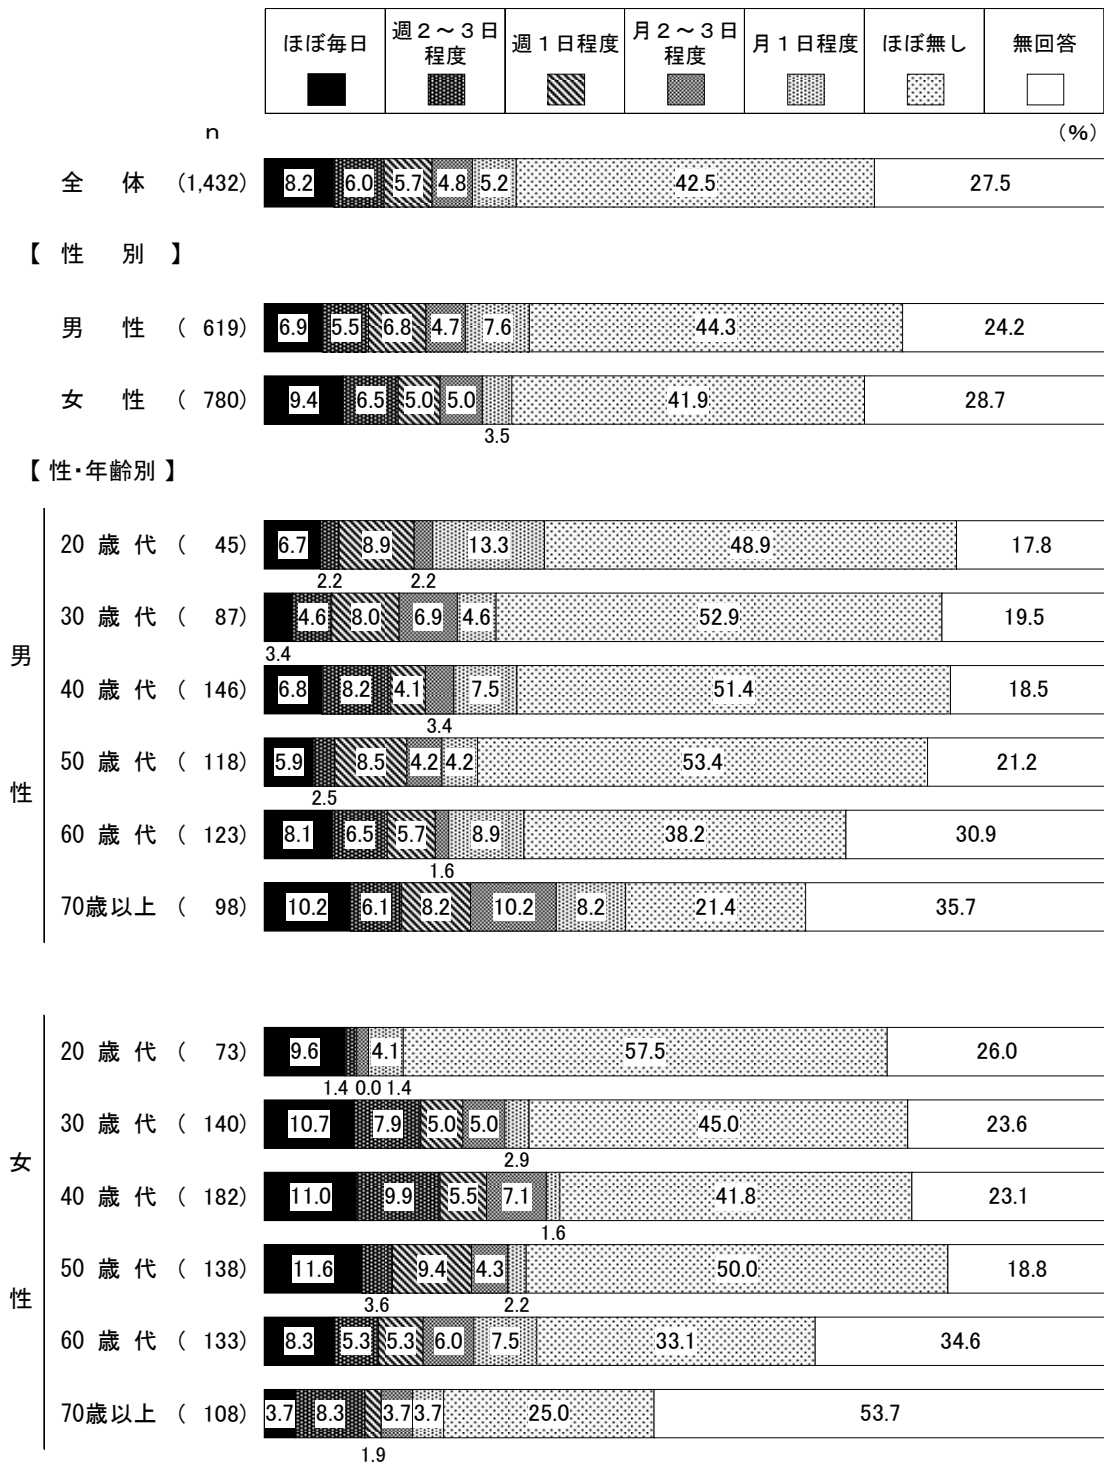 ほぼ毎日 週２～３日程度 週１日程度 月２～３日程度 月１日程度 ほぼ無し 無回答
n (%)
全 体 (1,432) 8.2 6.0 5.7 4.8 5.2 42.5 27.5
【 性 別 】
男 性 ( 619) 6.9 5.5 6.8 4.7 7.6 44.3 24.2
女 性 ( 780) 9.4 6.5 5.0 5.0 41.9 28.7
3.5
【 性・年齢別 】
男性
20 歳 代 ( 45) 6.7 8.9 13.3 48.9 17.8
2.2 2.2
30 歳 代 ( 87) 4.6 8.0 6.9 4.6 52.9 19.5
3.4
40 歳 代 ( 146) 6.8 8.2 4.1 7.5 51.4 18.5
3.4
50 歳 代 ( 118) 5.9 8.5 4.2 4.2 53.4 21.2
2.5
60 歳 代 ( 123) 8.1 6.5 5.7 8.9 38.2 30.9
1.6
70歳以上 ( 98) 10.2 6.1 8.2 10.2 8.2 21.4 35.7
女性
20 歳 代 ( 73) 9.6 4.1 57.5 26.0
1.4 0.0 1.4
30 歳 代 ( 140) 10.7 7.9 5.0 5.0 45.0 23.6
2.9
40 歳 代 ( 182) 11.0 9.9 5.5 7.1 41.8 23.1
1.6
50 歳 代 ( 138) 11.6 9.4 4.3 50.0 18.8
3.6 2.2
60 歳 代 ( 133) 8.3 5.3 5.3 6.0 7.5 33.1 34.6
70歳以上 ( 108) 3.7 8.3 3.7 3.7 25.0 53.7
1.9